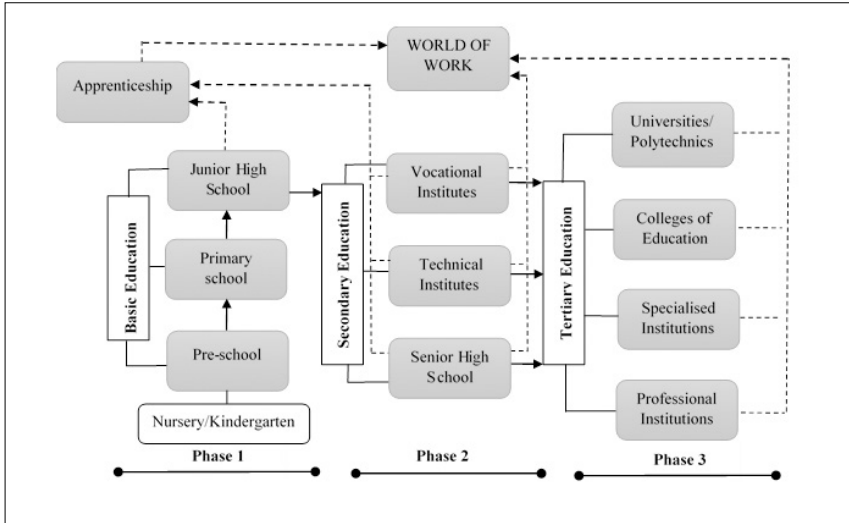 WORLD OF
WORK
Apprenticeship
Universities/
Polytechnics
Junior High
School
Vocational
Institutes
Colleges of
Education
Primary
school
Technical
Institutes
Basic Education
Secondary Education
Tertiary Education
Specialised
Institutions
Pre-school
Senior High
School
Professional
Institutions
Nursery/Kindergarten
Phase 1
Phase 2
Phase 3